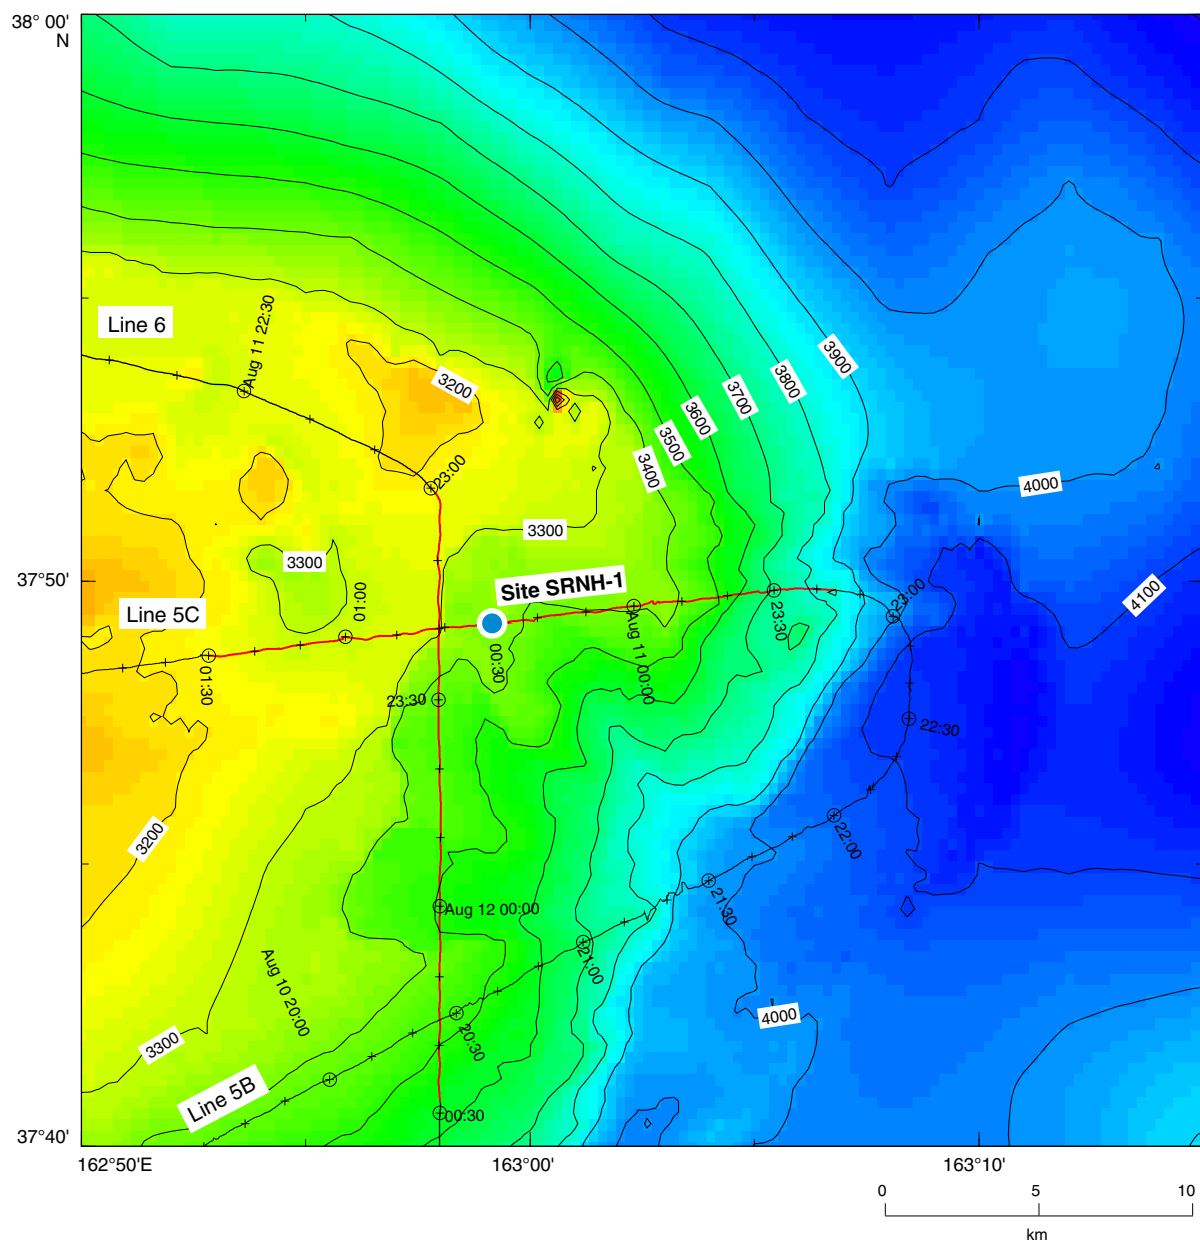 38° 00'
N
Line 6
Aug 11 22:30
3200
3900
3800
3700
3600
3500
3400
23:00
4000
3300
3300
37°50'
Site SRNH-1
4100
Line 5C
01:00
23:00
23:30
Aug 11 00:00
00:30
01:30
23:30
22:30
3200
22:00
21:30
Aug 12 00:00
21:00
Aug 10 20:00
4000
3300
20:30
Line 5B
00:30
37°40'
162°50'E
163°00'
163°10'
0 5 10
km